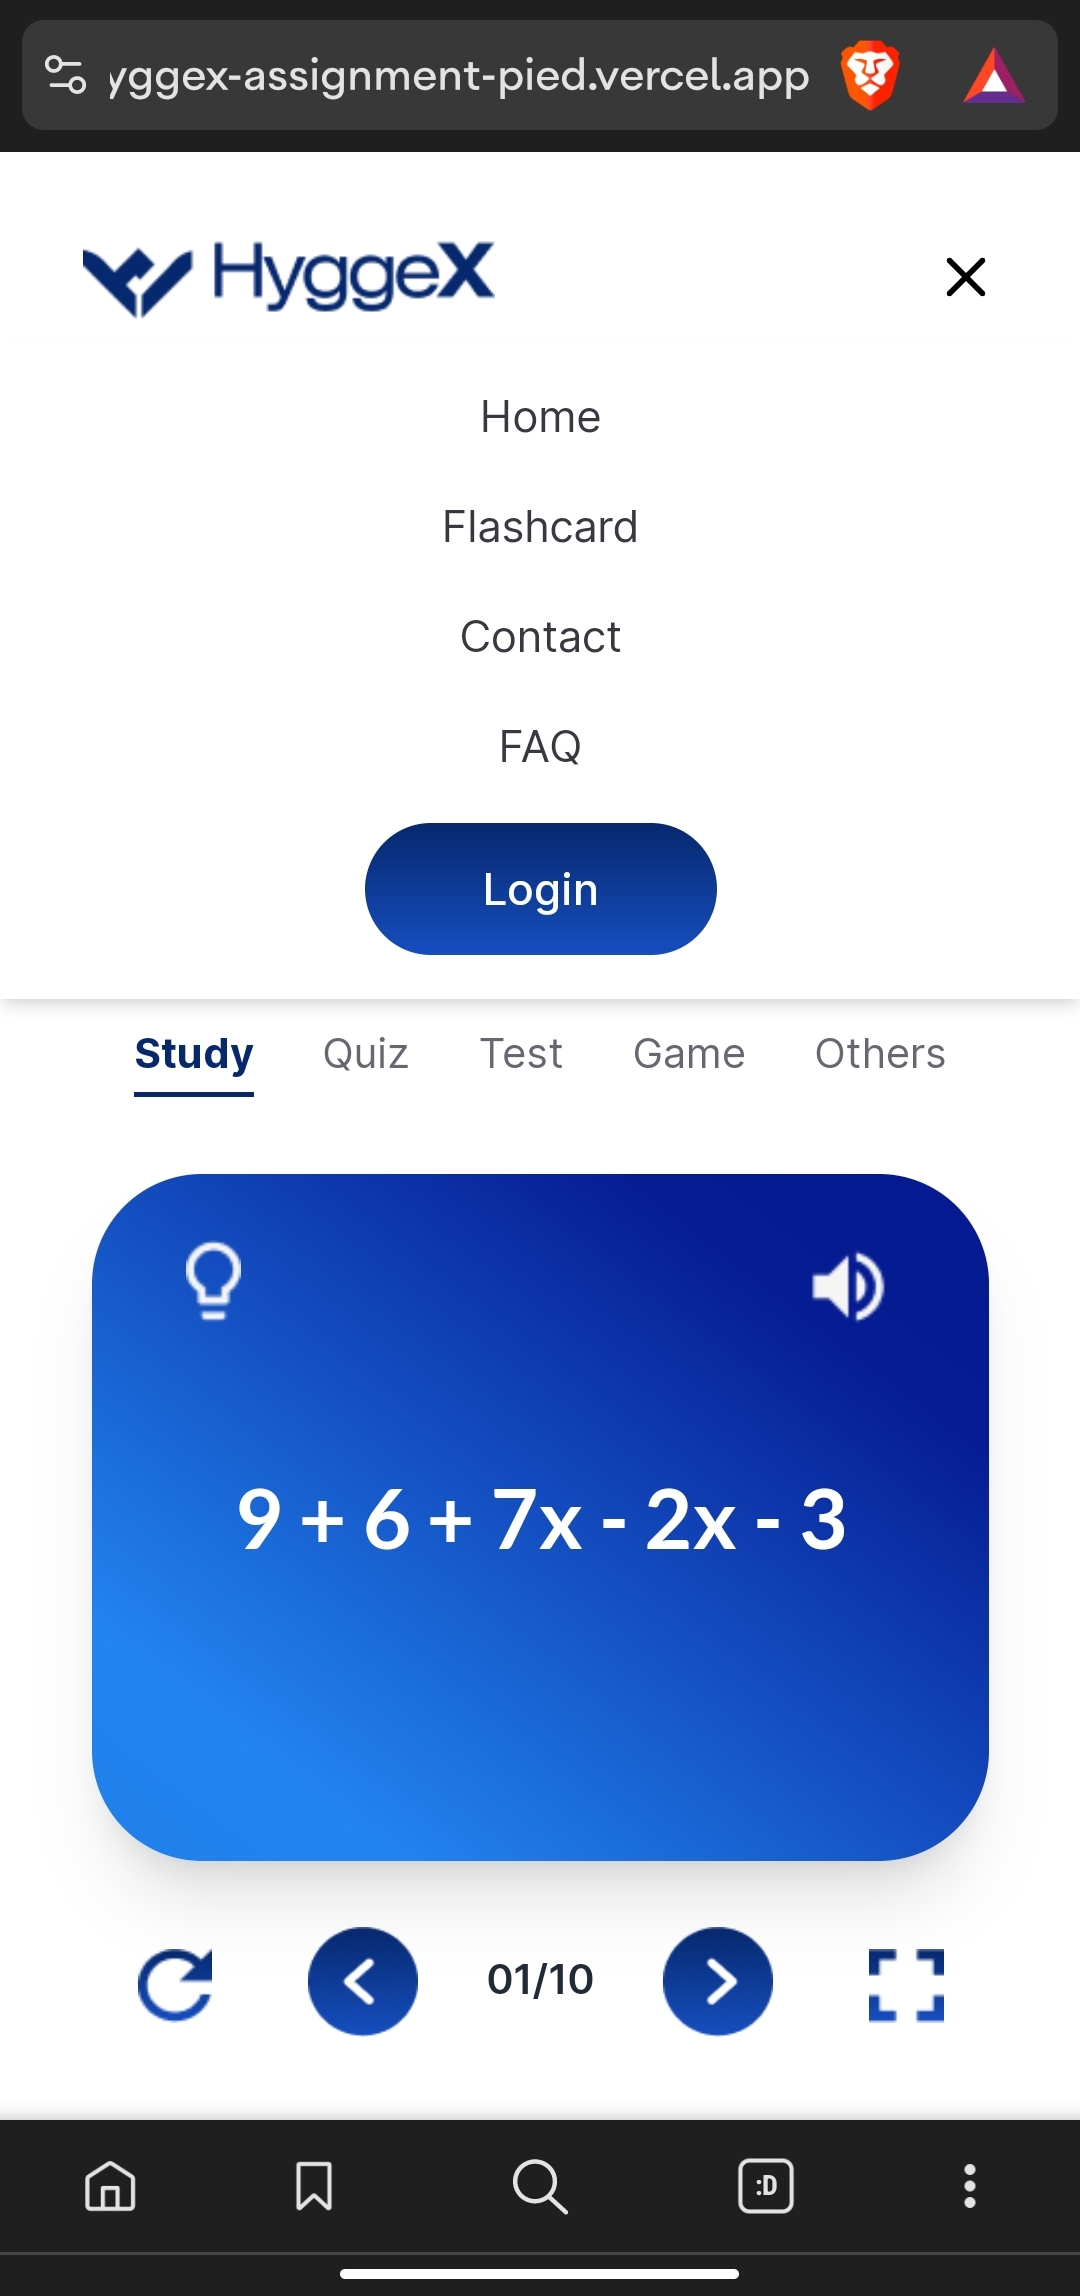 yggex-assignment-pied.vercel.app
HyggeX
Home
Flashcard
Contact
FAQ
Login
Study Quiz Test Game Others
9 + 6 + 7x - 2x - 3
01/10
:D